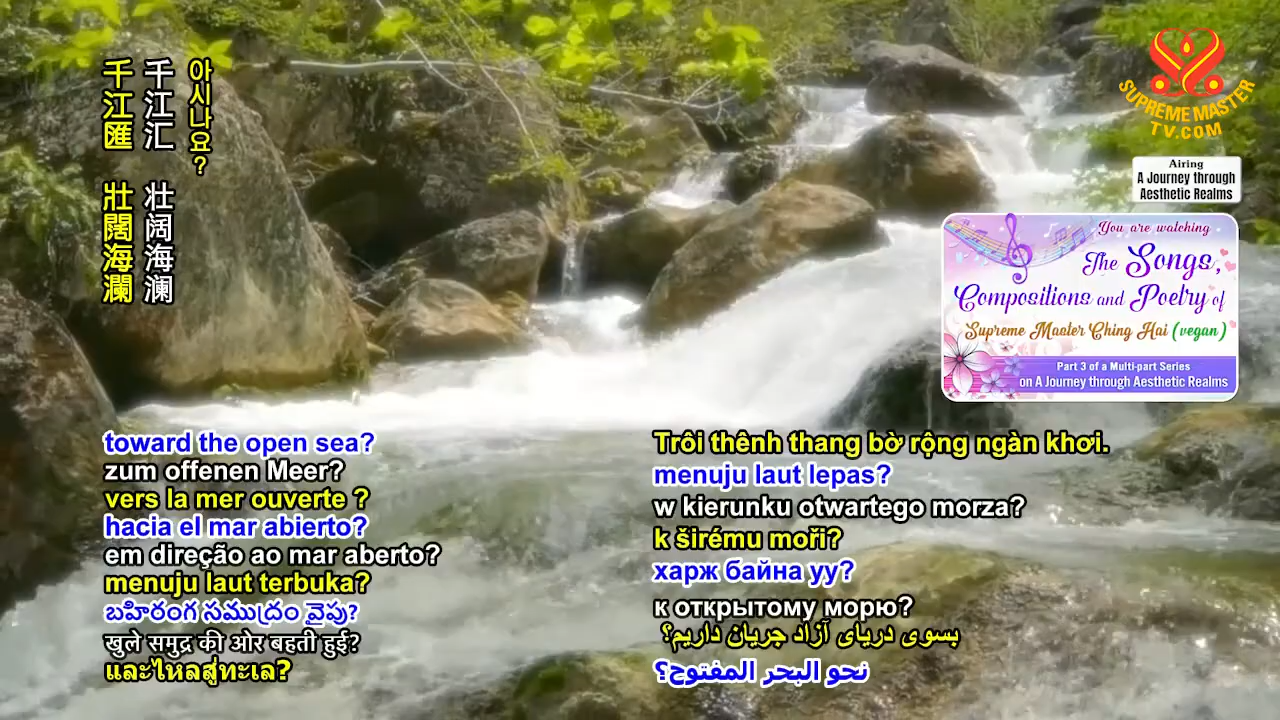 아시나요?
千江汇 壮阔海澜
千江匯 壯闊海瀾
SUPREME MASTER
TV.COM
Airing
A Journey through
Aesthetic Realms
You are watching
The Songs,
Compositions and Poetry of
Supreme Master Ching Hai (vegan)
Part 3 of a Multi-part Series
on A Journey through Aesthetic Realms
toward the open sea?
zum offenen Meer?
vers la mer ouverte ?
hacia el mar abierto?
em direção ao mar aberto?
menuju laut terbuka?
బహిరంగ సముద్రం వైపు?
खुले समुद्र की ओर बहती हुई?
และไหลสู่ทะเล?
Trôi thênh thang bờ rộng ngàn khơi.
menuju laut lepas?
w kierunku otwartego morza?
k širému moři?
харж байна уу?
к открытому морю?
بسوی دریای آزاد جریان داریم؟
نحو البحر المفتوح؟